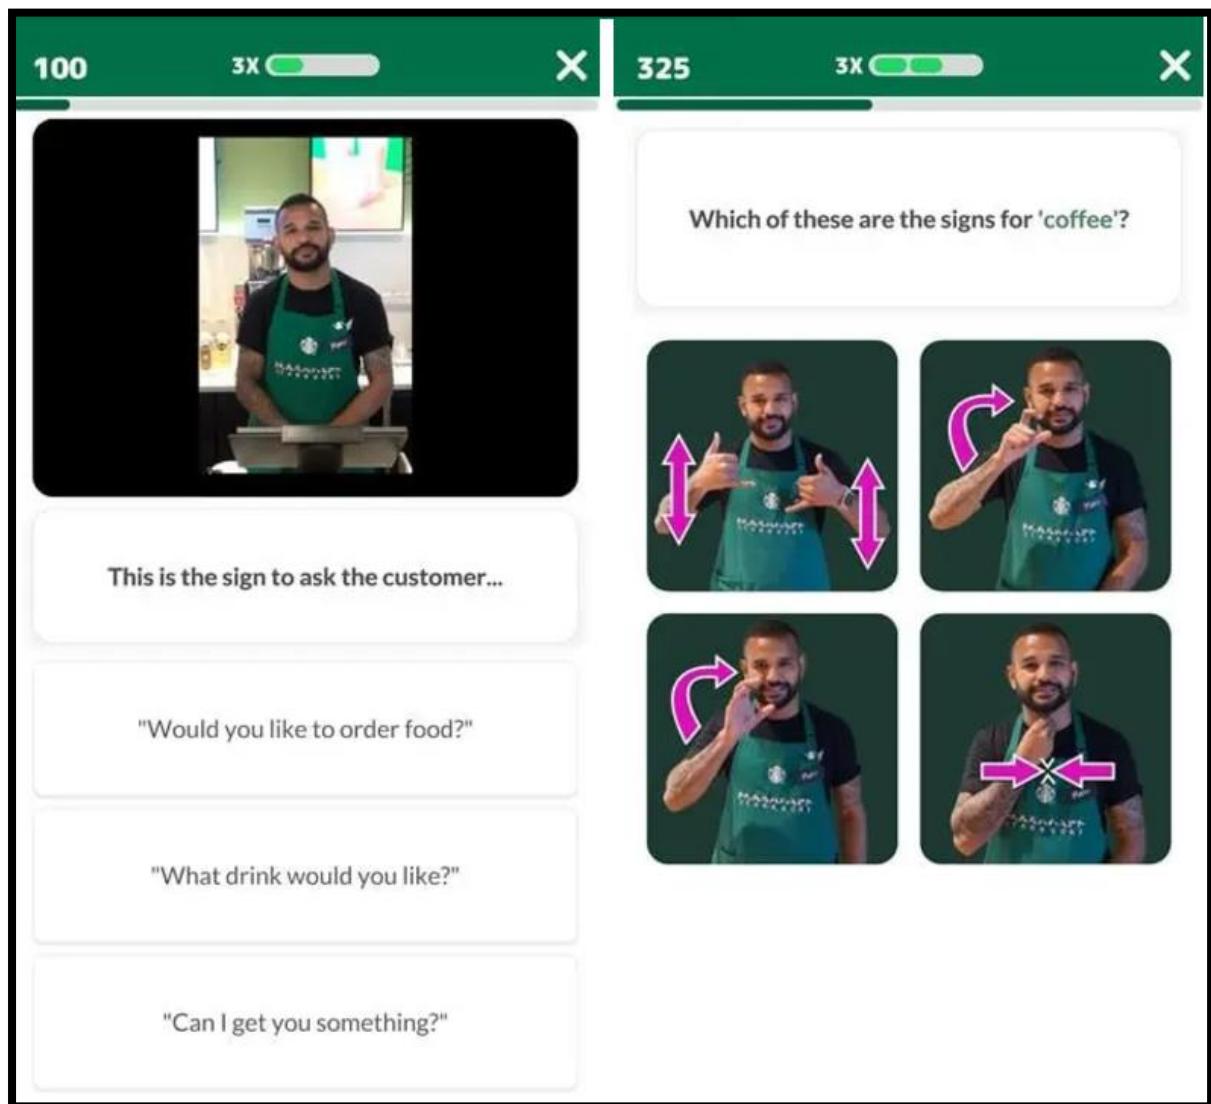 100
3X
This is the sign to ask the customer...
"Would you like to order food?"
"What drink would you like?"
"Can I get you something?"
325
3X
Which of these are the signs for 'coffee'?